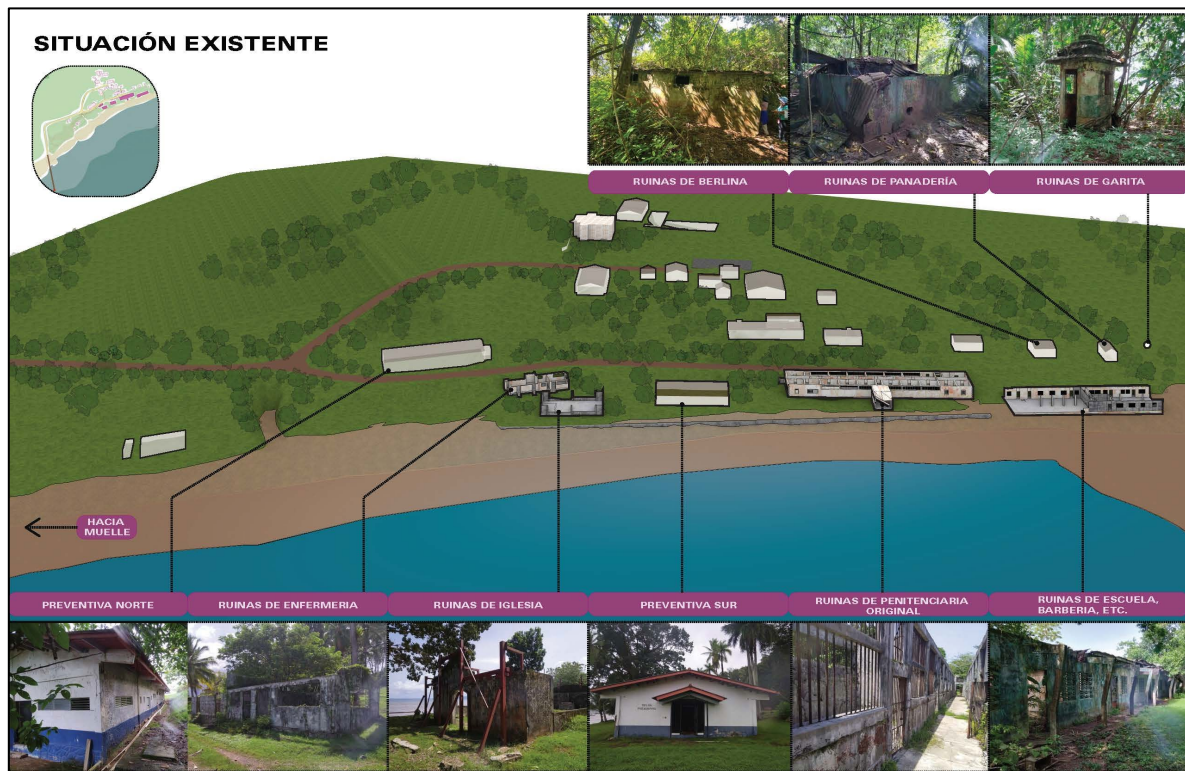 SITUACIÓN EXISTENTE
RUINAS DE BERLINA
RUINAS DE PANADERÍA
RUINAS DE GARITA
HACIA
MUELLE
PREVENTIVA NORTE
RUINAS DE ENFERMERIA
RUINAS DE IGLESIA
PREVENTIVA SUR
RUINAS DE PENITENCIARIA
ORIGINAL
RUINAS DE ESCUELA,
BARBERIA, ETC.